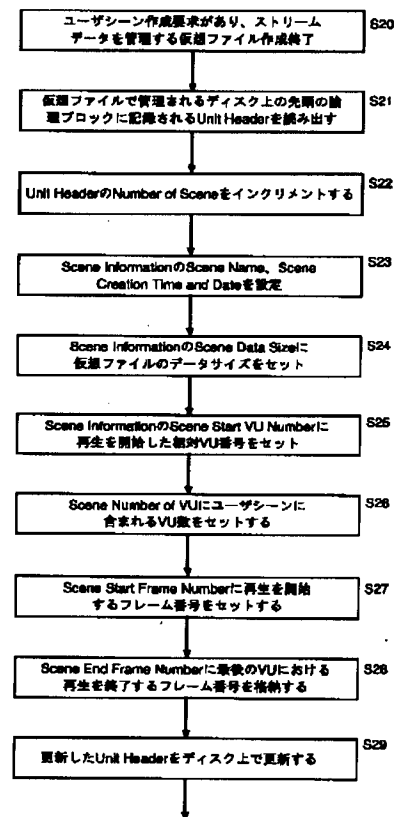 ユーザシーン作成要求があり、ストリーム
データを管理する仮想ファイル作成終了
S20
仮想ファイルで管理されるディスク上の先頭の論
理ブロックに記録されるUnit Headerを読み出す
S21
Unit HeaderのNumber of Sceneをインクリメントする
S22
Scene InformationのScene Name、Scene
Creation Time and Dateを設定
S23
Scene InformationのScene Data Sizeに
仮想ファイルのデータサイズをセット
S24
Scene InformationのScene Start VU Numberに
再生を開始した相対VU番号をセット
S25
Scene Number of VUにユーザシーンに
含まれるVU数をセットする
S26
Scene Start Frame Numberに再生を開始
するフレーム番号をセットする
S27
Scene End Frame Numberに最後のVUにおける
再生を終了するフレーム番号を格納する
S28
更新したUnit Headerをディスク上で更新する
S29